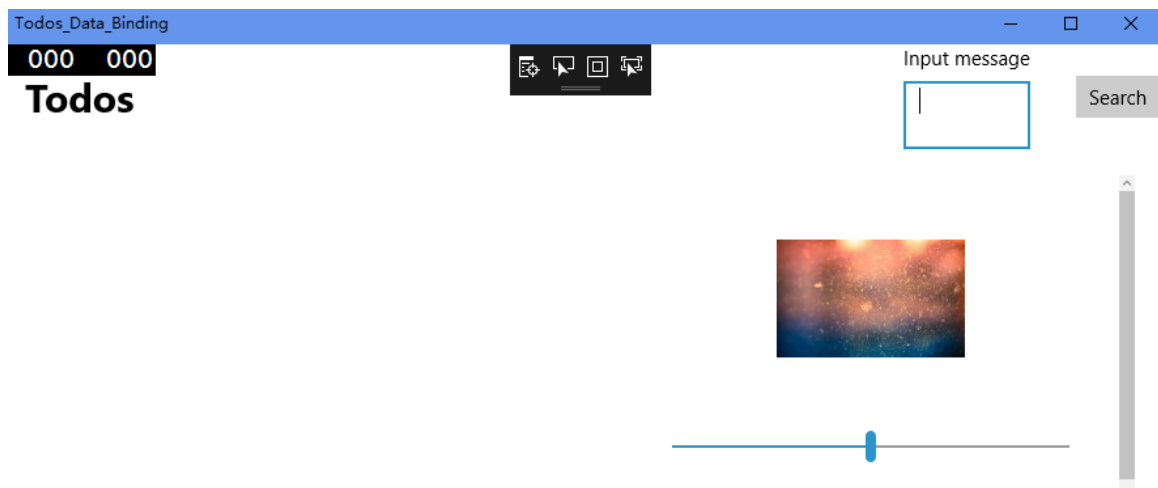 Todos_Data_Binding
000 000
Input message
Todos
Search